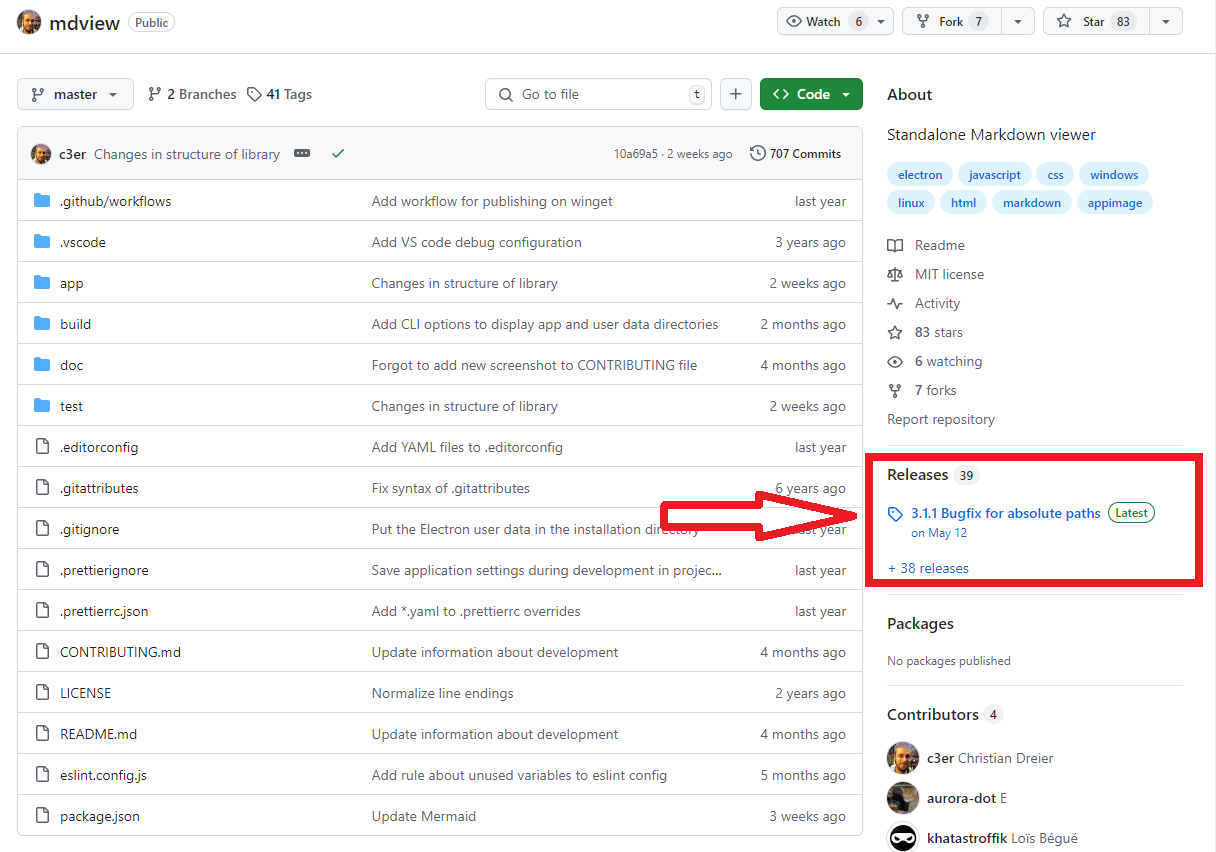 mdview Public Watch 6 Fork 7 Star 83
master 2 Branches 41 Tags Go to file t + Code
c3er Changes in structure of library 10a69a5 · 2 weeks ago 707 Commits
.github/workflows Add workflow for publishing on winget last year
.vscode Add VS code debug configuration 3 years ago
app Changes in structure of library 2 weeks ago
build Add CLI options to display app and user data directories 2 months ago
doc Forgot to add new screenshot to CONTRIBUTING file 4 months ago
test Changes in structure of library 2 weeks ago
.editorconfig Add YAML files to .editorconfig last year
.gitattributes Fix syntax of .gitattributes 6 years ago
.gitignore Put the Electron user data in the installation directory last year
.prettierignore Save application settings during development in projec... last year
.prettierrc.json Add *.yaml to .prettierrc overrides last year
CONTRIBUTING.md Update information about development 4 months ago
LICENSE Normalize line endings 2 years ago
README.md Update information about development 4 months ago
eslint.config.js Add rule about unused variables to eslint config 5 months ago
package.json Update Mermaid 3 weeks ago
About
Standalone Markdown viewer
electron javascript css windows
linux html markdown appimage
Readme
MIT license
Activity
83 stars
6 watching
7 forks
Report repository
Releases 39
3.1.1 Bugfix for absolute paths Latest
on May 12
+ 38 releases
Packages
No packages published
Contributors 4
c3er Christian Dreier
aurora-dot E
khatastroffik Loïs Bégué